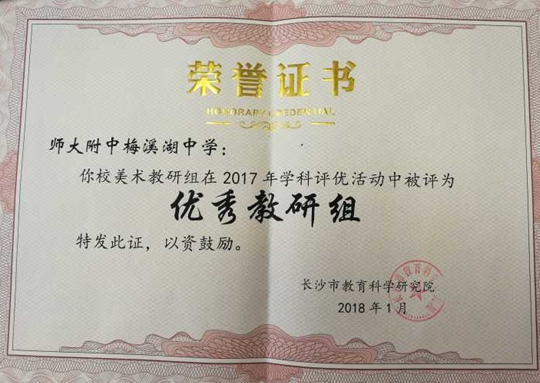 荣誉证书
HONORARY CREDENTIAL
师大附中梅溪湖中学：
你校美术教研组在2017年学科评优活动中被评为
优秀教研组
特发此证，以资鼓励。
长沙市教育科学研究院
2018年1月